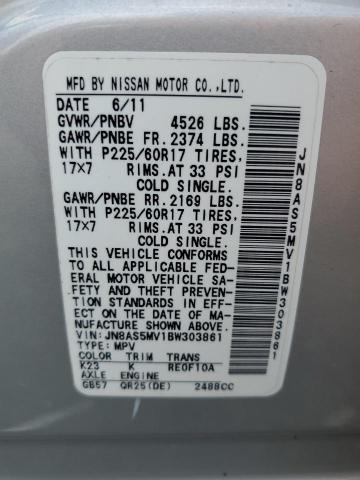 MFD BY NISSAN MOTOR CO.,LTD.
DATE 6/11
GVWR/PNBV 4526 LBS.
GAWR/PNBE FR. 2374 LBS.
WITH P225/60R17 TIRES,
17x7 RIMS.AT 33 PSI
COLD SINGLE.
GAWR/PNBE RR. 2169 LBS.
WITH P225/60R17 TIRES,
17x7 RIMS.AT 33 PSI
COLD SINGLE.
THIS VEHICLE CONFORMS
TO ALL APPLICABLE FED-
ERAL MOTOR VEHICLE SA-
FETY AND THEFT PREVEN
STANDARDS IN EFF-
ECT ON THE DATE OF MA-
NUFACTURE SHOWN ABOVE.
VIN: JN8AS5MV1BW303861
TYPE: MPV
COLOR TRIM TRANS
K23 K RE0F10A
AXLE ENGINE
GB57 QR25(DE) 2488CC
JN8AS5MV1BW303861